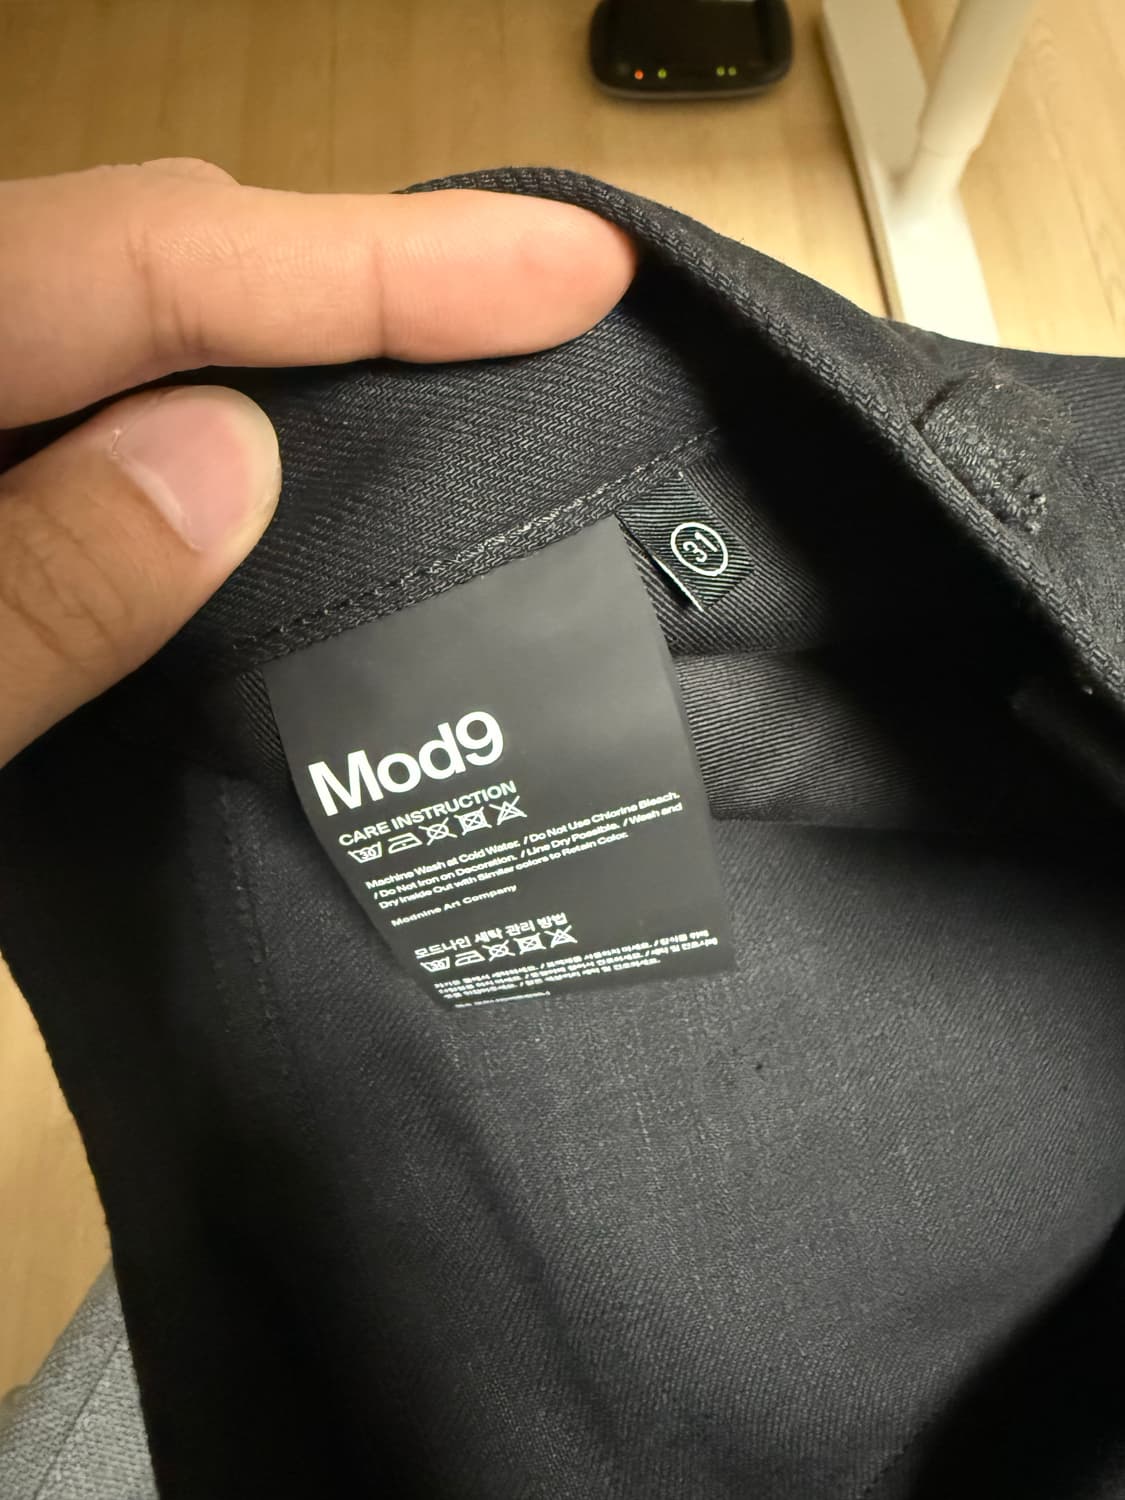 31
Mod9
CARE INSTRUCTION
30
Machine Wash at Cold Water. / Do Not Use Chlorine Bleach.
/ Do Not Iron on Decoration. / Line Dry Possible. / Wash and
Dry Inside Out with Similar colors to Retain Color.
Modnine Art Company
모드나인 세탁 관리 방법